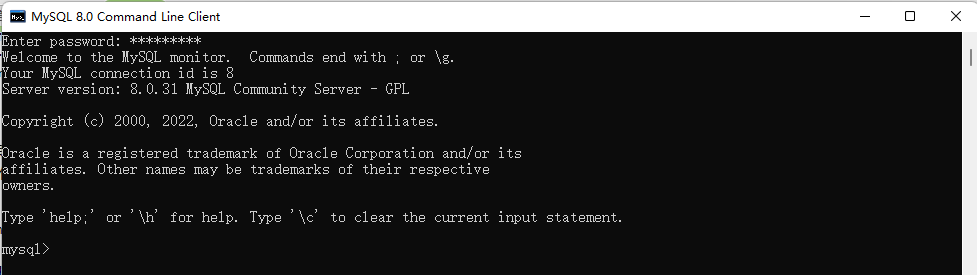 MySQL 8.0 Command Line Client
Enter password: *********
Welcome to the MySQL monitor.  Commands end with ; or \g.
Your MySQL connection id is 8
Server version: 8.0.31 MySQL Community Server - GPL
Copyright (c) 2000, 2022, Oracle and/or its affiliates.
Oracle is a registered trademark of Oracle Corporation and/or its
affiliates. Other names may be trademarks of their respective
owners.
Type 'help;' or '\h' for help. Type '\c' to clear the current input statement.
mysql>